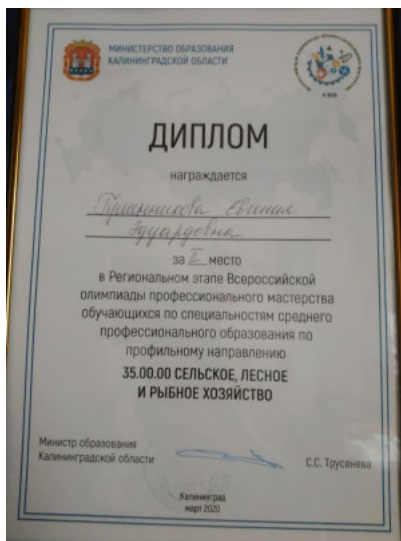 МИНИСТЕРСТВО ОБРАЗОВАНИЯ
КАЛИНИНГРАДСКОЙ ОБЛАСТИ
ДИПЛОМ
награждается
Евгения
Эдуардовна
за II место
в Региональном этапе Всероссийской
олимпиады профессионального мастерства
обучающихся по специальностям среднего
профессионального образования по
профильному направлению
35.00.00 СЕЛЬСКОЕ, ЛЕСНОЕ
И РЫБНОЕ ХОЗЯЙСТВО
Министр образования
Калининградской области
С.С. Трусенева
Калининград
март 2020